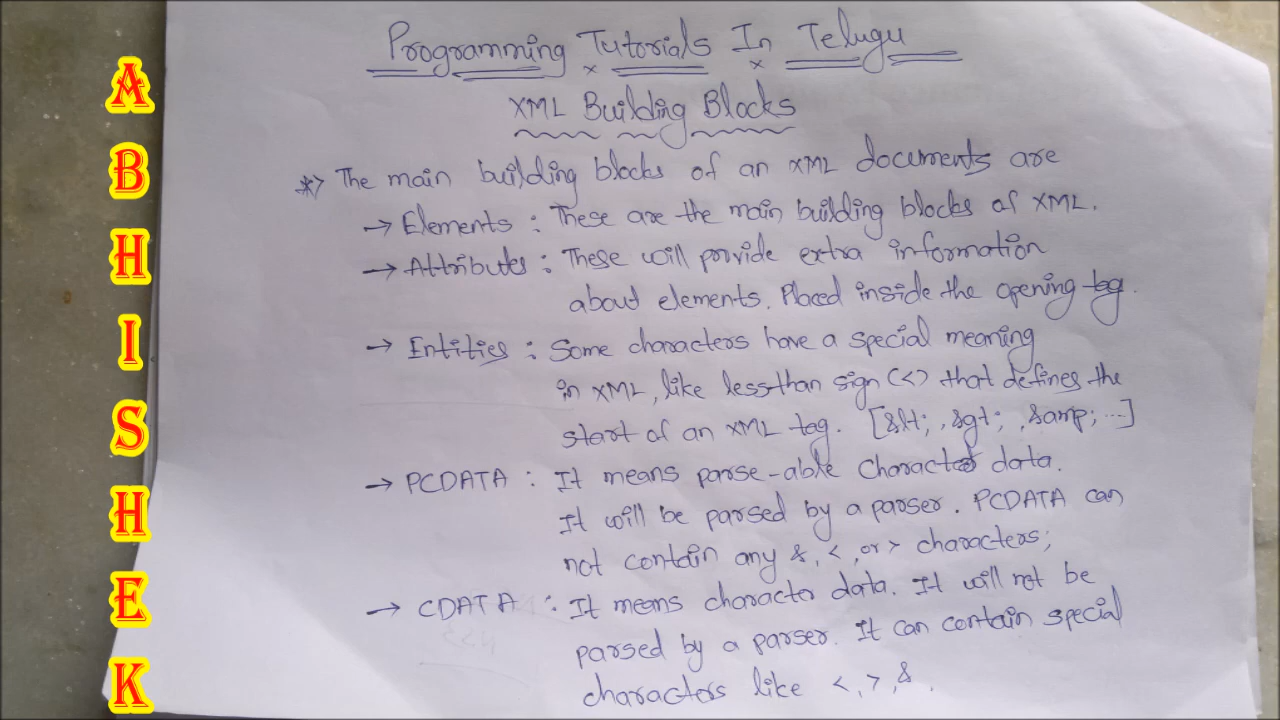 ABHISHEK
Programming Tutorials In Telugu
x x
XML Building Blocks
*> The main building blocks of an XML documents are
→ Elements : These are the main building blocks of XML.
→ Attributes : These will provide extra information
about elements. Placed inside the opening tag.
→ Entities : Some characters have a special meaning
in XML, like less than sign (<) that defines the
start of an XML tag. [&lt; , &gt; , &amp; ...]
→ PCDATA : It means parse-able character data.
It will be parsed by a parser. PCDATA can
not contain any &, <, or > characters;
→ CDATA : It means character data. It will not be
parsed by a parser. It can contain special
characters like <, >, &.